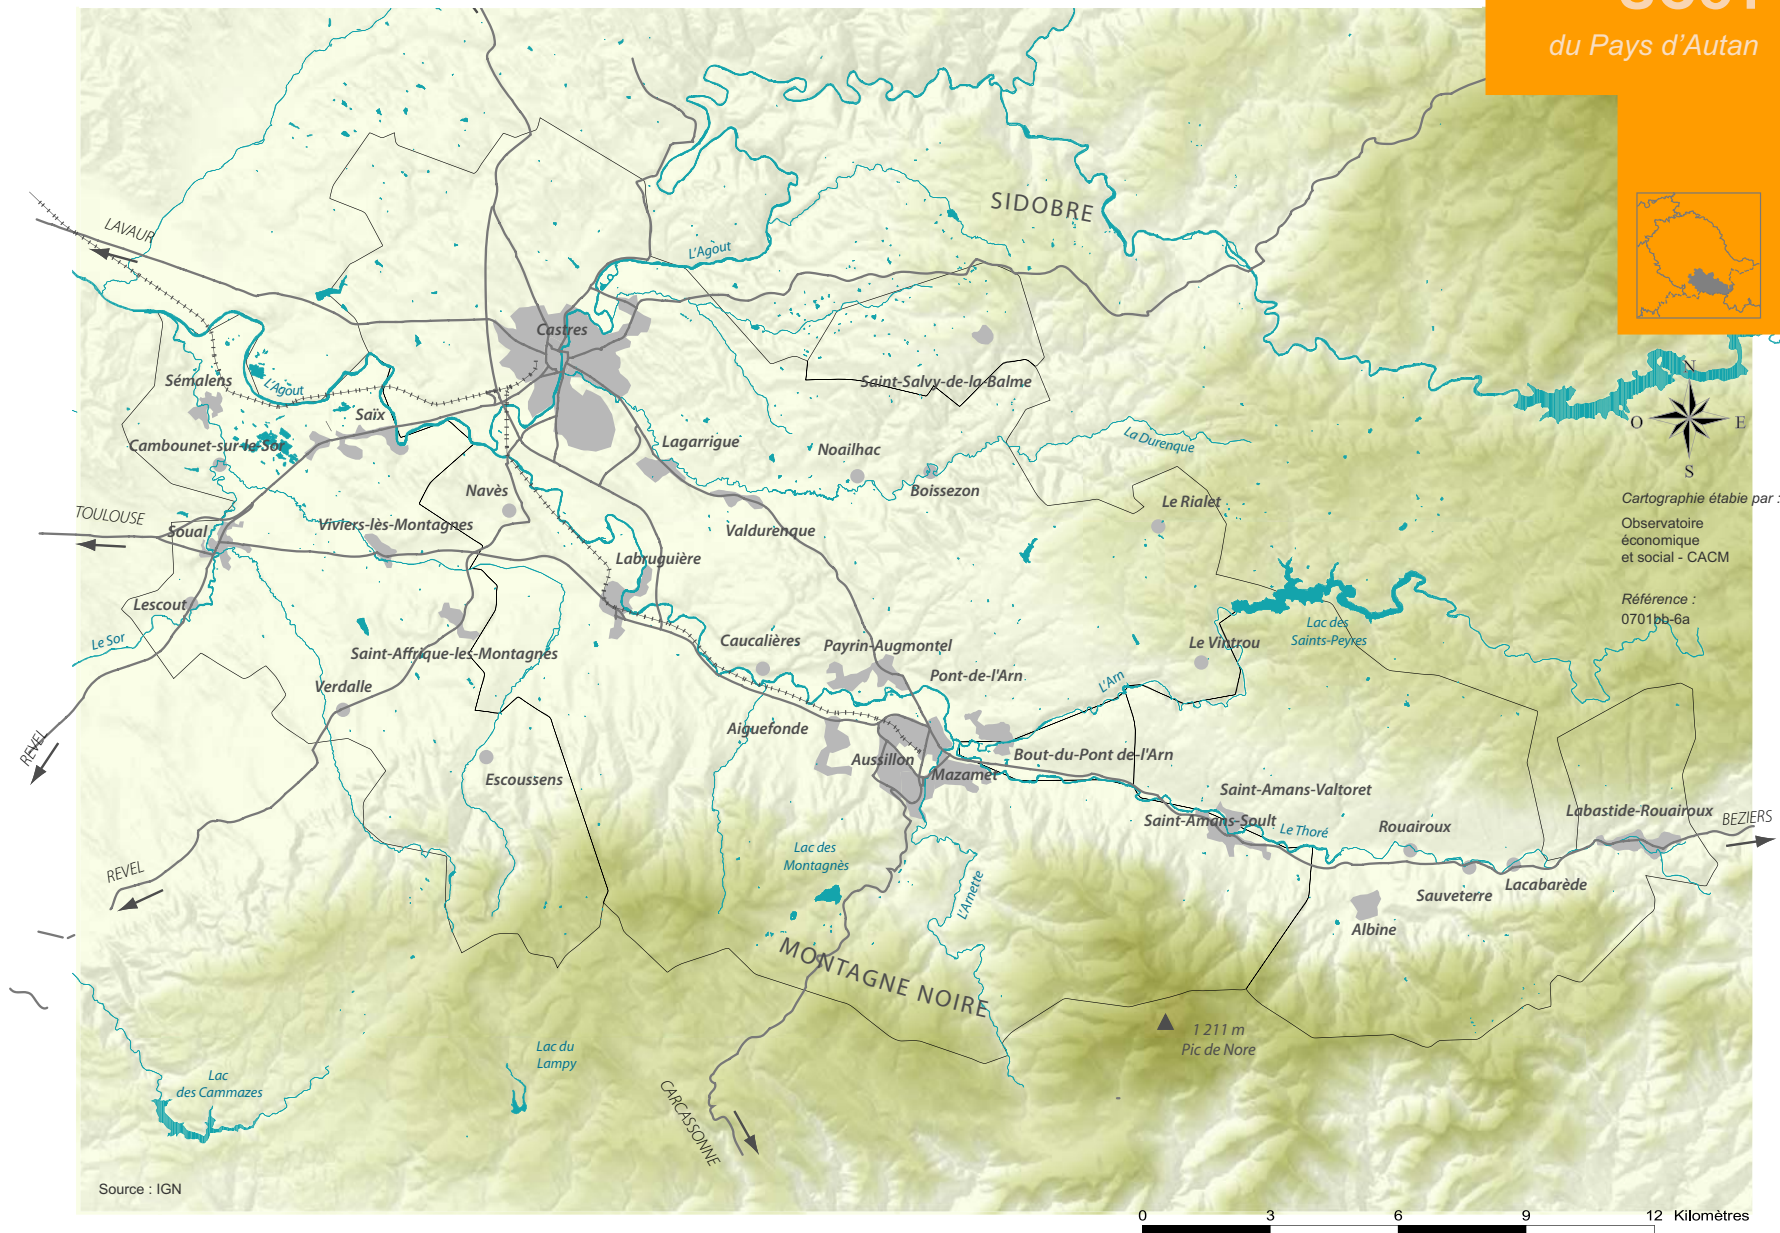 du Pays d'Autan
SIDOBRE
LAVAUR
L'Agout
Castres
Sémalens
L'Agout
Saint-Salvy-de-la-Balme
Saïx
N
O
E
S
Cambounet-sur-le-Sor
Lagarrigue
Noailhac
La Durenque
Boissezon
Navès
Le Rialet
Cartographie étabie par :
Observatoire
économique
et social - CACM
TOULOUSE
Soual
Viviers-lès-Montagnes
Valdurenque
Labruguière
Référence :
0701bb-6a
Lescout
Le Sor
Lac des
Saints-Peyres
Caucalières
Payrin-Augmontel
Le Vintrou
Saint-Affrique-les-Montagnes
Pont-de-l'Arn
L'Arn
Verdalle
REVEL
Aiguefonde
Aussillon
Mazamet
Bout-du-Pont de-l'Arn
Escoussens
Saint-Amans-Valtoret
Saint-Amans-Soult
Le Thoré
Rouairoux
Labastide-Rouairoux
BEZIERS
Lac des
Montagnès
REVEL
L'Arnette
Sauveterre
Lacabarède
Albine
MONTAGNE NOIRE
1 211 m
Pic de Nore
Lac du
Lampy
Lac
des Cammazes
CARCASSONNE
Source : IGN
0
3
6
9
12 Kilomètres